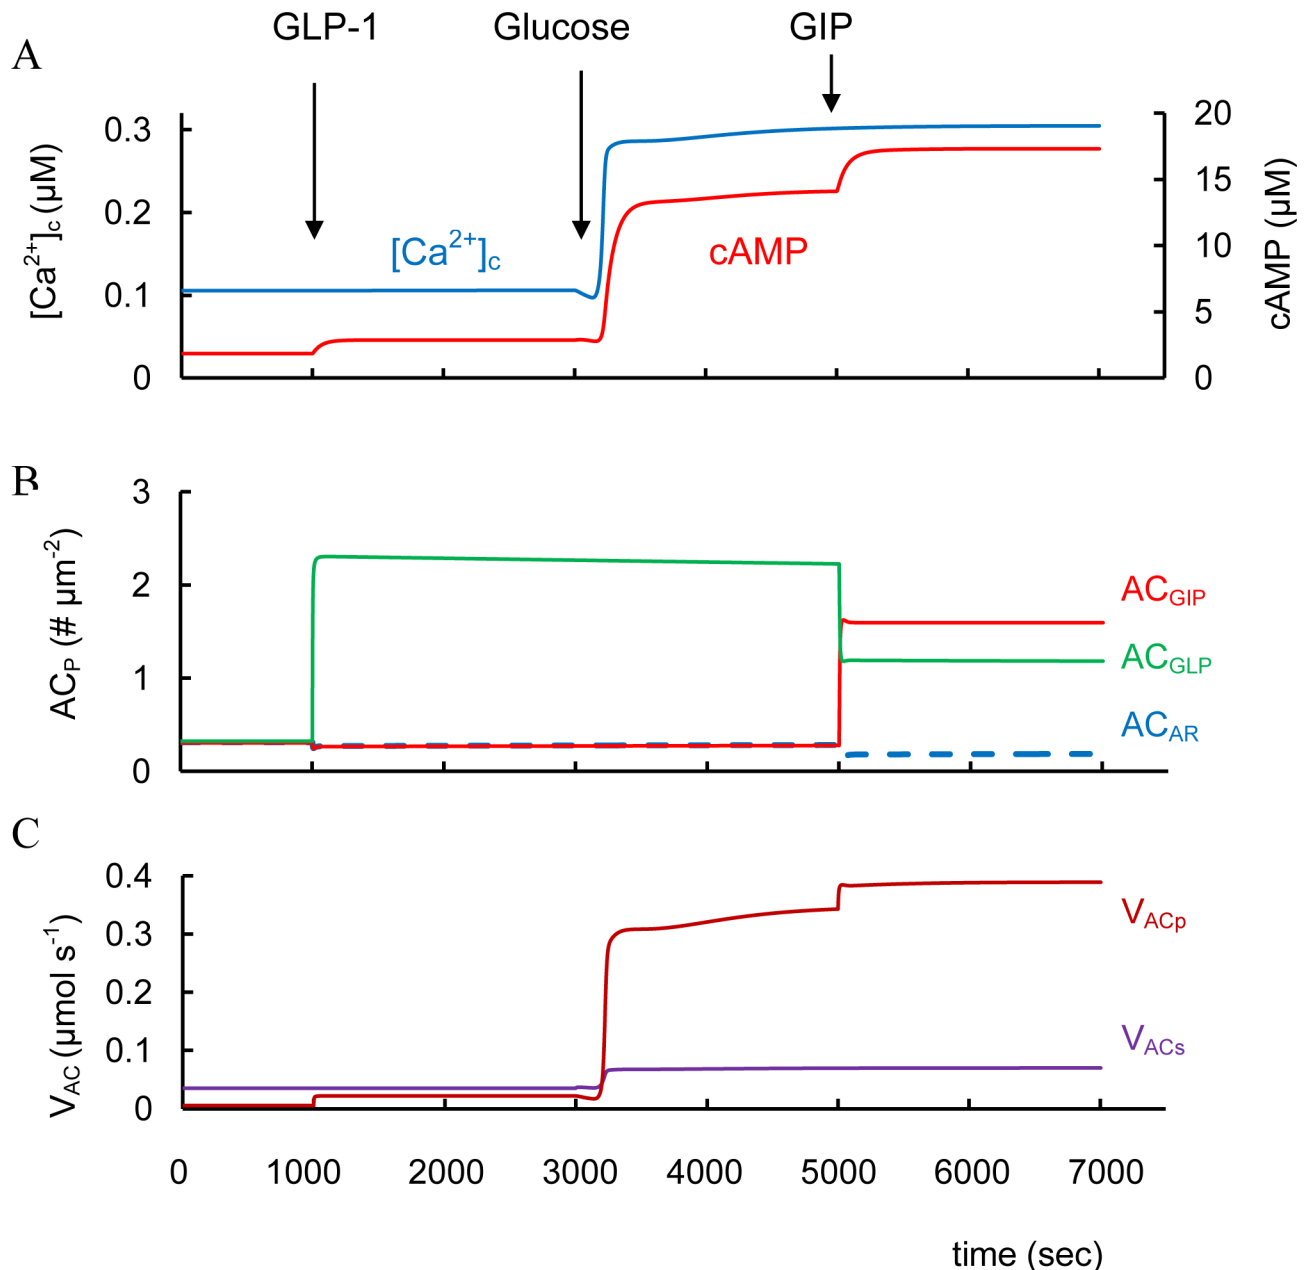 GLP-1 Glucose GIP
A
[Ca²⁺]c (μM)
0.3
0.2
0.1
0
[Ca²⁺]c
cAMP
20
15
10
5
0
cAMP (μM)
B
ACP (# μm⁻²)
3
2
1
0
ACGIP
ACGLP
ACAR
C
VAC (μmol s⁻¹)
0.4
0.3
0.2
0.1
0
VACp
VACs
0 1000 2000 3000 4000 5000 6000 7000
time (sec)